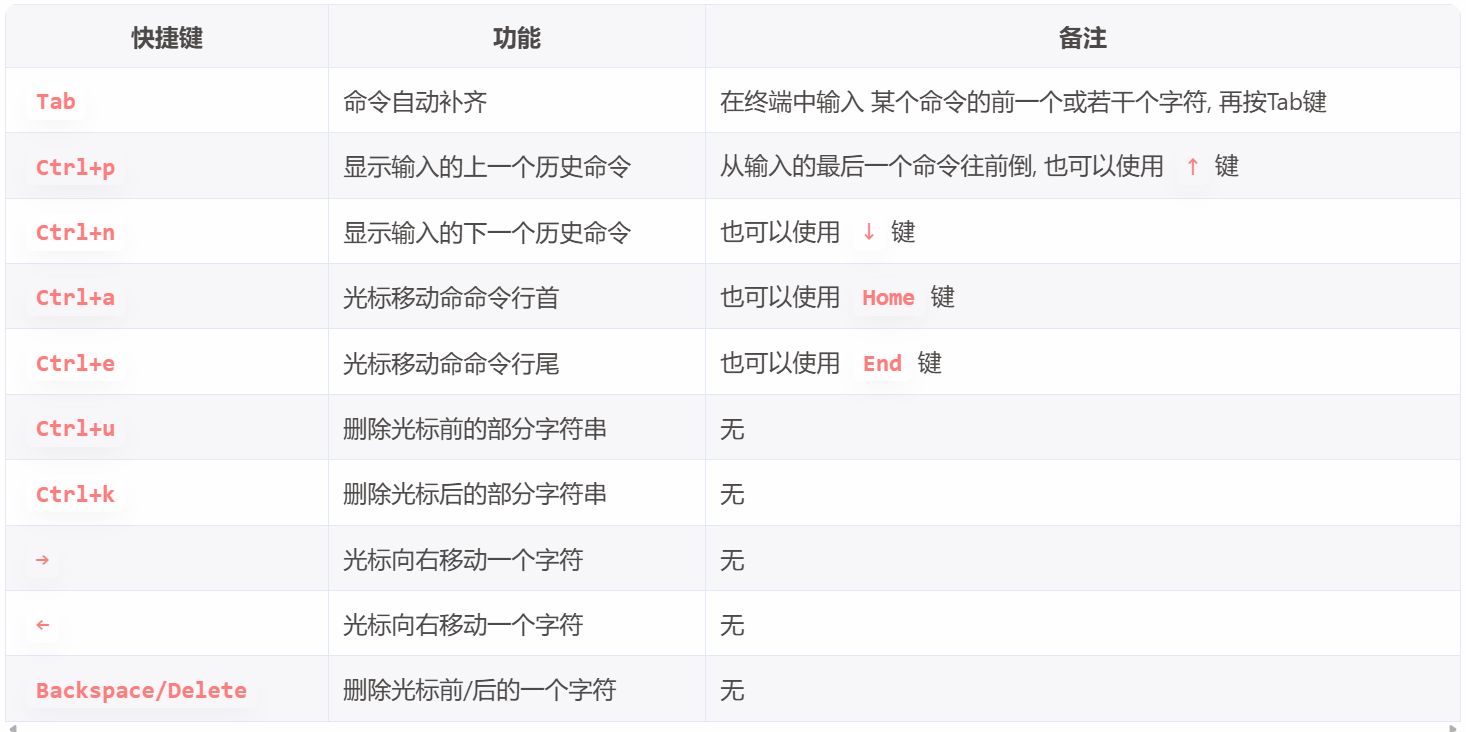 快捷键 功能 备注
Tab 命令自动补齐 在终端中输入 某个命令的前一个或若干个字符, 再按Tab键
Ctrl+p 显示输入的上一个历史命令 从输入的最后一个命令往前倒, 也可以使用 ↑ 键
Ctrl+n 显示输入的下一个历史命令 也可以使用 ↓ 键
Ctrl+a 光标移动命命令行首 也可以使用 Home 键
Ctrl+e 光标移动命命令行尾 也可以使用 End 键
Ctrl+u 删除光标前的部分字符串 无
Ctrl+k 删除光标后的部分字符串 无
→ 光标向右移动一个字符 无
← 光标向右移动一个字符 无
Backspace/Delete 删除光标前/后的一个字符 无